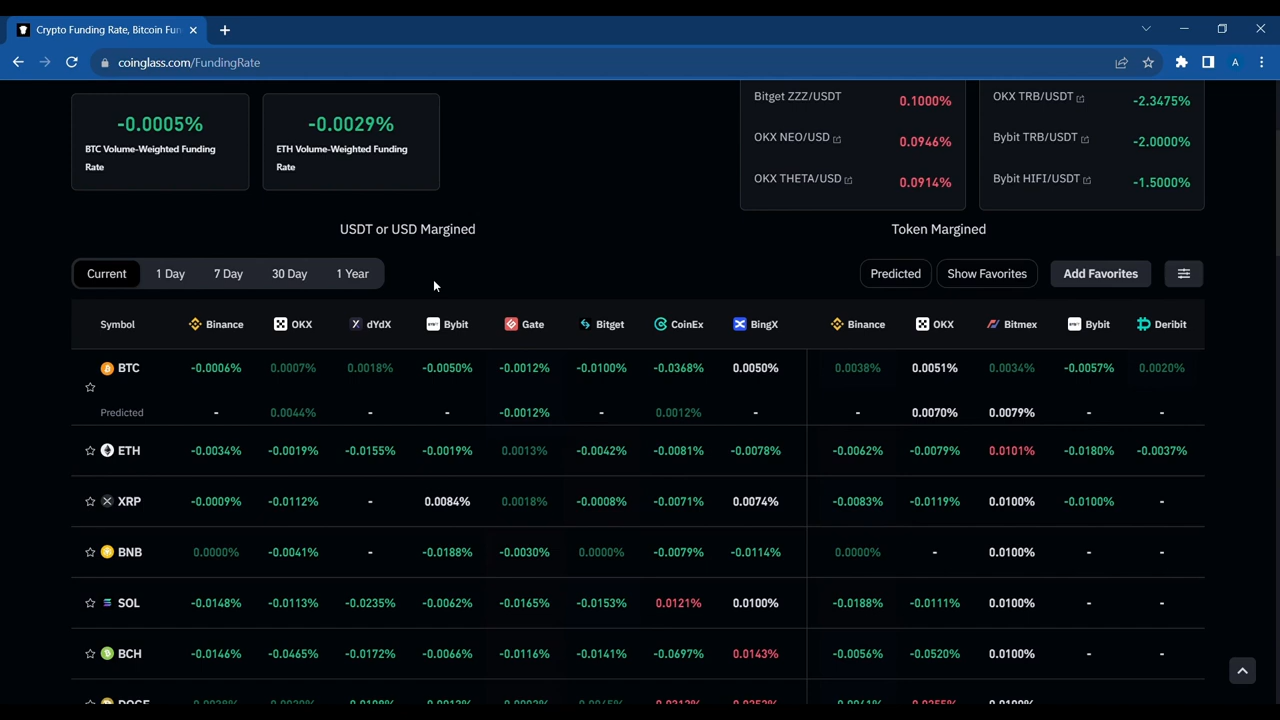 Crypto Funding Rate, Bitcoin Fun
coinglass.com/FundingRate
A
-0.0005%
BTC Volume-Weighted Funding
Rate
-0.0029%
ETH Volume-Weighted Funding
Rate
Bitget ZZZ/USDT 0.1000%
OKX NEO/USD 0.0946%
OKX THETA/USD 0.0914%
OKX TRB/USDT -2.3475%
Bybit TRB/USDT -2.0000%
Bybit HIFI/USDT -1.5000%
USDT or USD Margined Token Margined
Current 1 Day 7 Day 30 Day 1 Year Predicted Show Favorites Add Favorites
Symbol Binance OKX dYdX Bybit Gate Bitget CoinEx BingX Binance OKX Bitmex Bybit Deribit
BTC -0.0006% 0.0007% 0.0018% -0.0050% -0.0012% -0.0100% -0.0368% 0.0050% 0.0038% 0.0051% 0.0034% -0.0057% 0.0020%
Predicted - 0.0044% - - -0.0012% - 0.0012% - - 0.0070% 0.0079% - -
ETH -0.0034% -0.0019% -0.0155% -0.0019% 0.0013% -0.0042% -0.0081% -0.0078% -0.0062% -0.0079% 0.0101% -0.0180% -0.0037%
XRP -0.0009% -0.0112% - 0.0084% 0.0018% -0.0008% -0.0071% 0.0074% -0.0083% -0.0119% 0.0100% -0.0100% -
BNB 0.0000% -0.0041% - -0.0188% -0.0030% 0.0000% -0.0079% -0.0114% 0.0000% - 0.0100% - -
SOL -0.0148% -0.0113% -0.0235% -0.0062% -0.0165% -0.0153% 0.0121% 0.0100% -0.0188% -0.0111% 0.0100% - -
BCH -0.0146% -0.0465% -0.0172% -0.0066% -0.0116% -0.0141% -0.0697% 0.0143% -0.0056% -0.0520% 0.0100% - -
DOGE